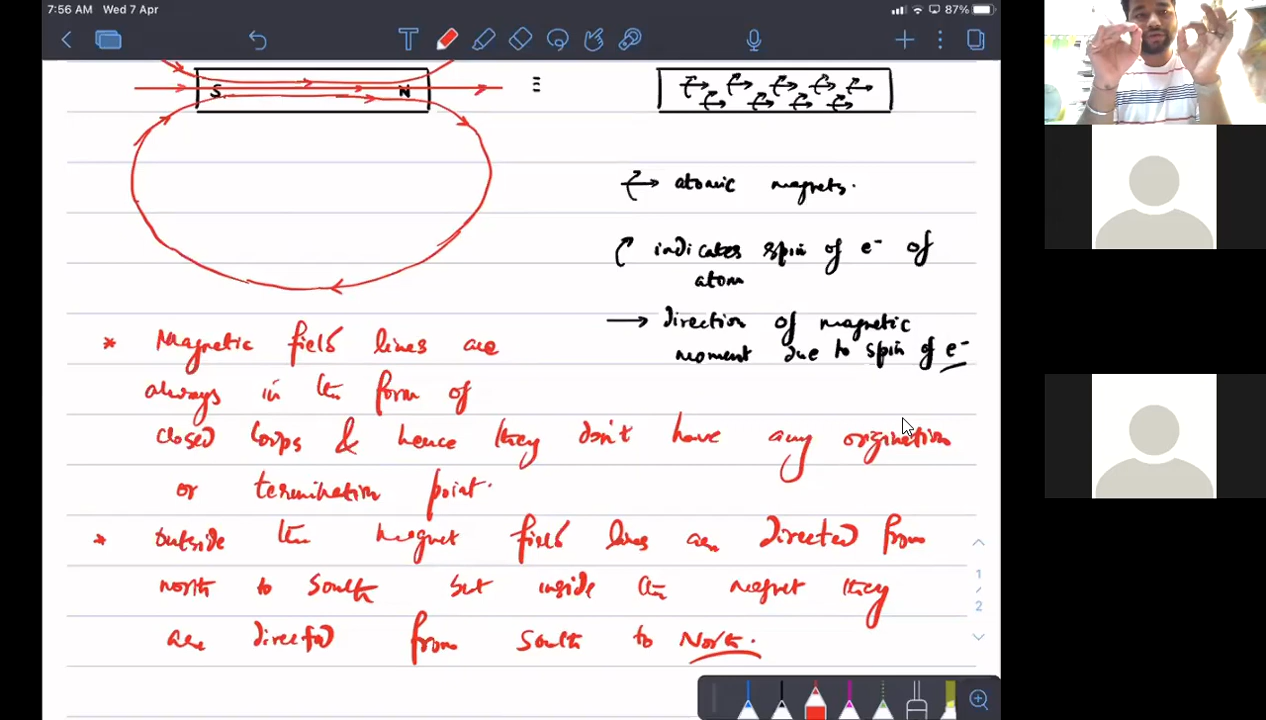 7:56 AM Wed 7 Apr
87%
T
S N
≡
atomic magnets.
indicates spin of e⁻ of
atom
direction of magnetic
moment due to spin of e⁻
* Magnetic field lines are
always in the form of
closed loops & hence they don't have any origination
or termination point.
* Outside the magnet field lines are directed from
north to south but inside the magnet they
are directed from south to North.
1
2